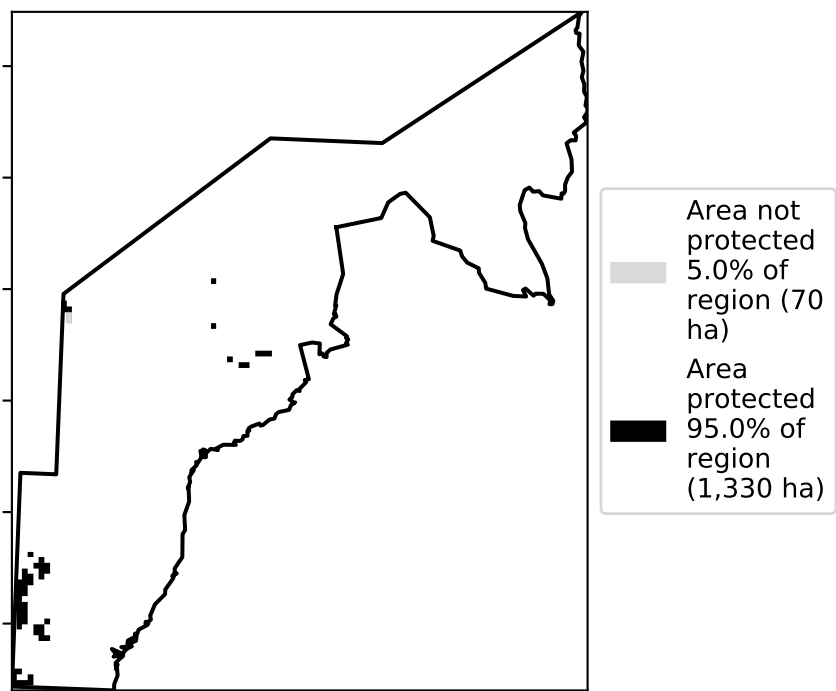 Area not
protected
5.0% of
region (70
ha)
Area
protected
95.0% of
region
(1,330 ha)